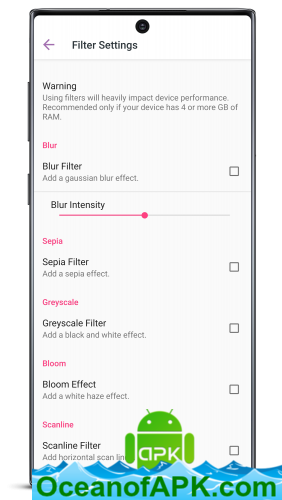 Filter Settings
Warning
Using filters will heavily impact device performance.
Recommended only if your device has 4 or more GB of
RAM.
Blur
Blur Filter
Add a gaussian blur effect.
Blur Intensity
Sepia
Sepia Filter
Add a sepia effect.
Greyscale
Greyscale Filter
Add a black and white effect.
Bloom
Bloom Effect
Add a white haze effect.
Scanline
Scanline Filter
Add horizontal scan
APK
OceanofAPK.com